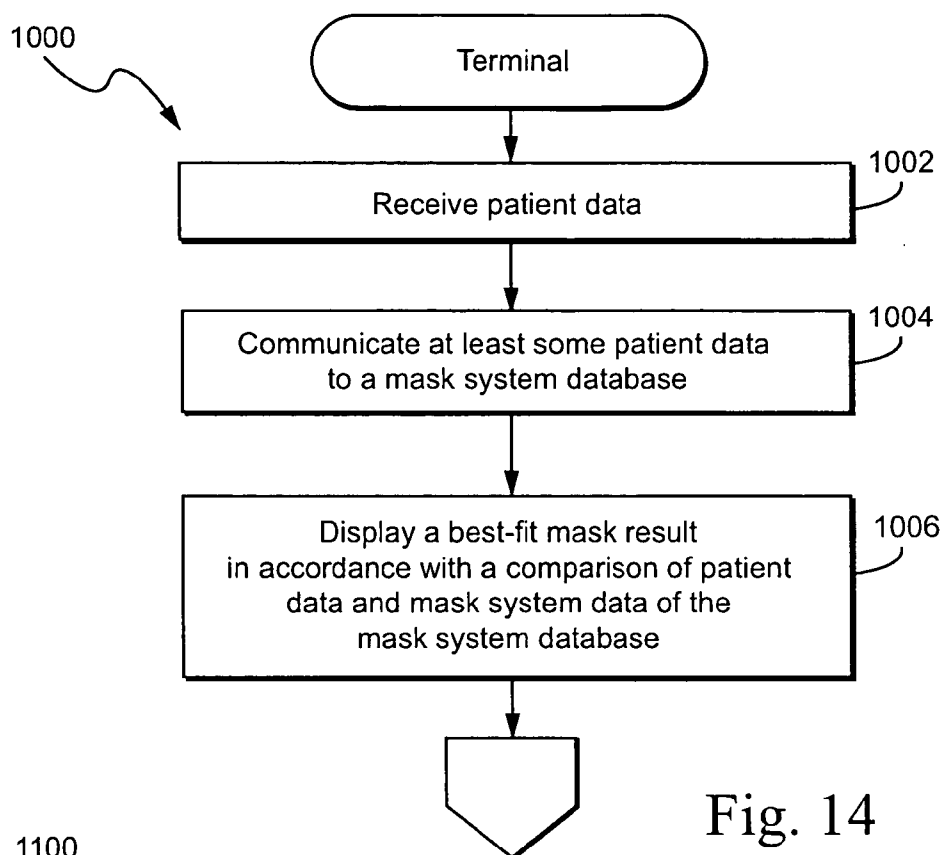 1000
Terminal
1002
Receive patient data
1004
Communicate at least some patient data
to a mask system database
1006
Display a best-fit mask result
in accordance with a comparison of patient
data and mask system data of the
mask system database
Fig. 14
1100